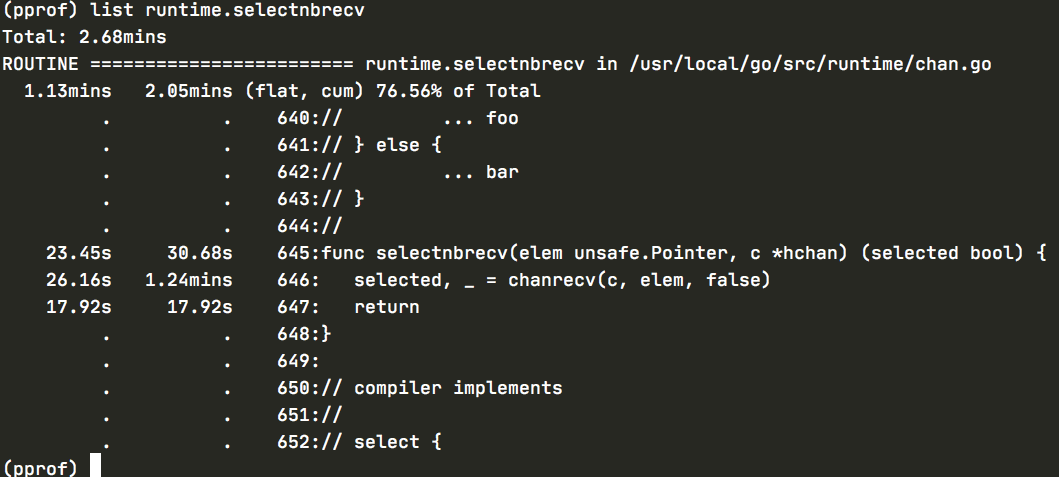 (pprof) list runtime.selectnbrecv
Total: 2.68mins
ROUTINE ======================== runtime.selectnbrecv in /usr/local/go/src/runtime/chan.go
1.13mins 2.05mins (flat, cum) 76.56% of Total
. . 640:// ... foo
. . 641:// } else {
. . 642:// ... bar
. . 643:// }
. . 644://
23.45s 30.68s 645:func selectnbrecv(elem unsafe.Pointer, c *hchan) (selected bool) {
26.16s 1.24mins 646: selected, _ = chanrecv(c, elem, false)
17.92s 17.92s 647: return
. . 648:}
. . 649:
. . 650:// compiler implements
. . 651://
. . 652:// select {
(pprof)